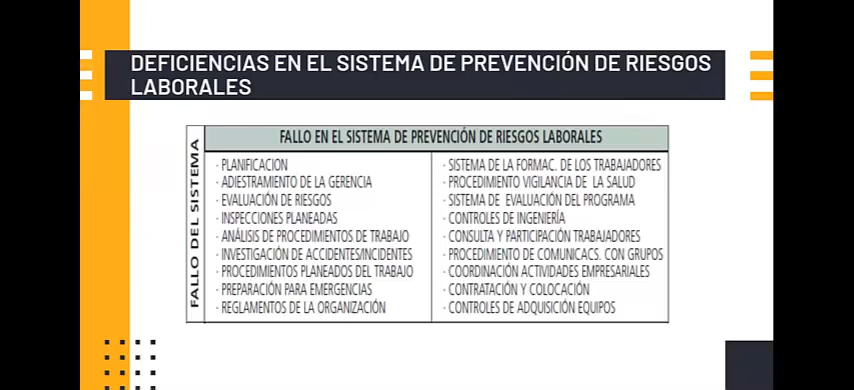 DEFICIENCIAS EN EL SISTEMA DE PREVENCIÓN DE RIESGOS
LABORALES
FALLO EN EL SISTEMA DE PREVENCIÓN DE RIESGOS LABORALES
FALLO DEL SISTEMA
· PLANIFICACION
· ADIESTRAMIENTO DE LA GERENCIA
· EVALUACIÓN DE RIESGOS
· INSPECCIONES PLANEADAS
· ANÁLISIS DE PROCEDIMIENTOS DE TRABAJO
· INVESTIGACIÓN DE ACCIDENTES/INCIDENTES
· PROCEDIMIENTOS PLANEADOS DEL TRABAJO
· PREPARACIÓN PARA EMERGENCIAS
· REGLAMENTOS DE LA ORGANIZACIÓN
· SISTEMA DE LA FORMAC. DE LOS TRABAJADORES
· PROCEDIMIENTO VIGILANCIA DE LA SALUD
· SISTEMA DE EVALUACIÓN DEL PROGRAMA
· CONTROLES DE INGENIERÍA
· CONSULTA Y PARTICIPACIÓN TRABAJADORES
· PROCEDIMIENTO DE COMUNICACS. CON GRUPOS
· COORDINACIÓN ACTIVIDADES EMPRESARIALES
· CONTRATACIÓN Y COLOCACIÓN
· CONTROLES DE ADQUISICIÓN EQUIPOS